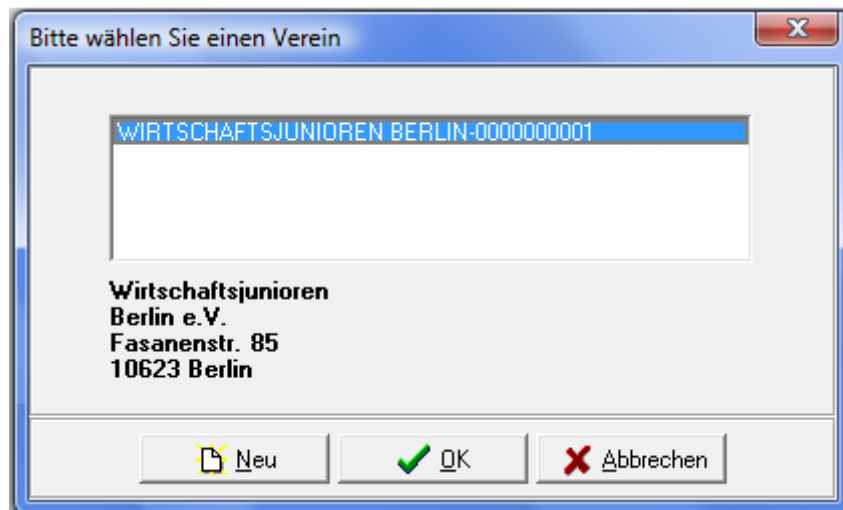 Bitte wählen Sie einen Verein
WIRTSCHAFTSJUNIOREN BERLIN-0000000001
Wirtschaftsjunioren
Berlin e.V.
Fasanenstr. 85
10623 Berlin
Neu
OK
Abbrechen